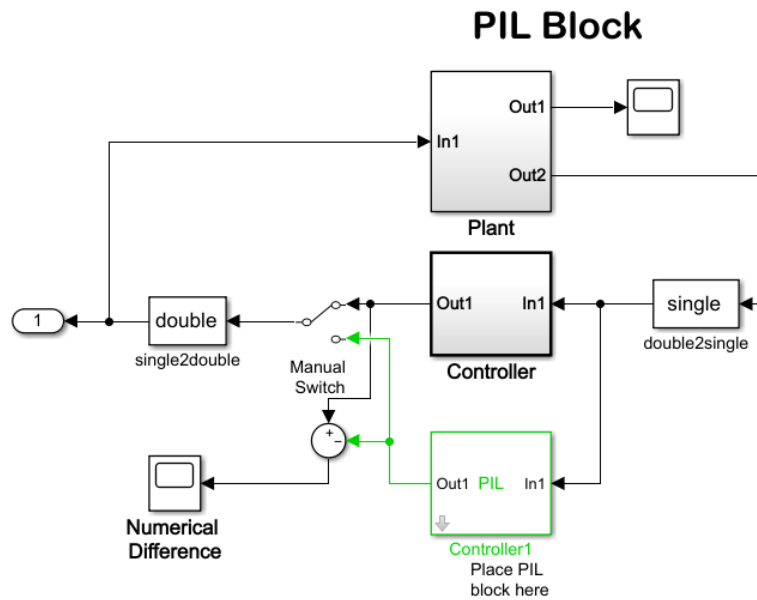 PIL Block
Out1
In1
Out2
Plant
1
double
single2double
Manual
Switch
Out1
In1
Controller
single
double2single
+
−
Numerical
Difference
Out1
PIL
In1
Controller1
Place PIL
block here